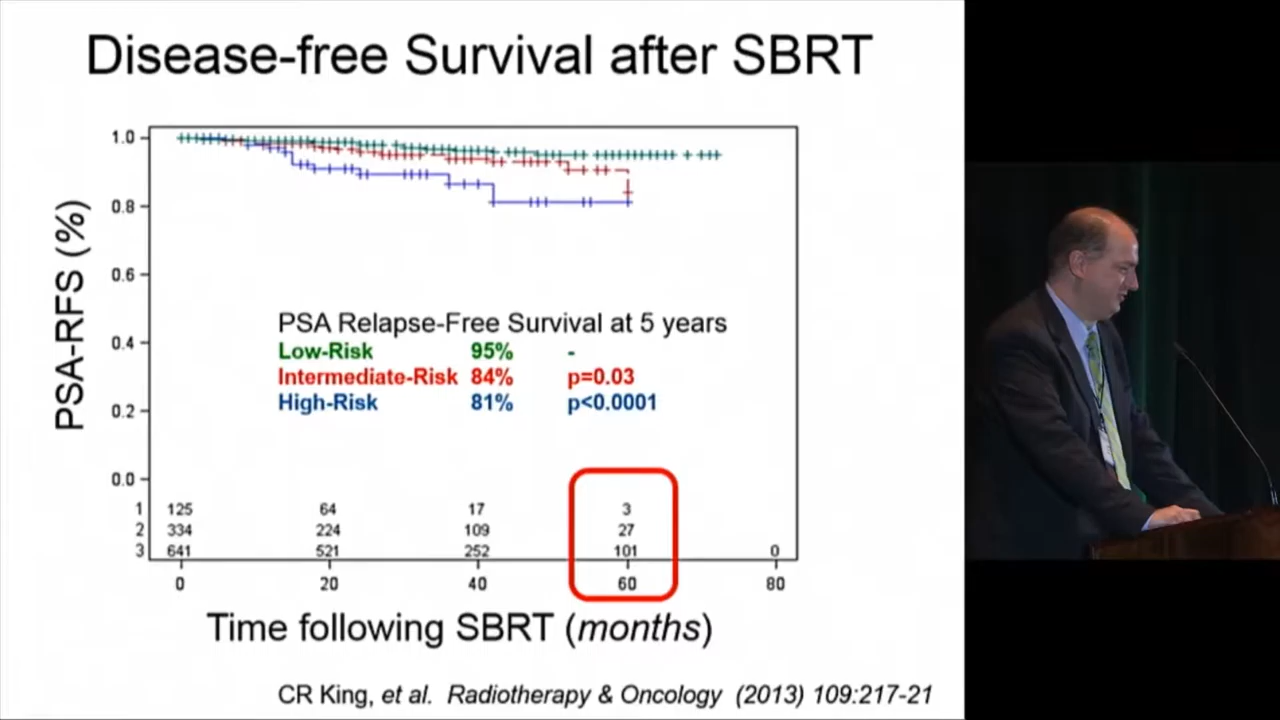 Disease-free Survival after SBRT
PSA-RFS (%)
1.0
0.8
0.6
0.4
0.2
0.0
PSA Relapse-Free Survival at 5 years
Low-Risk 95% -
Intermediate-Risk 84% p=0.03
High-Risk 81% p<0.0001
1 125 64 17 3
2 334 224 109 27
3 641 521 252 101 0
0 20 40 60 80
Time following SBRT (months)
CR King, et al. Radiotherapy & Oncology (2013) 109:217-21